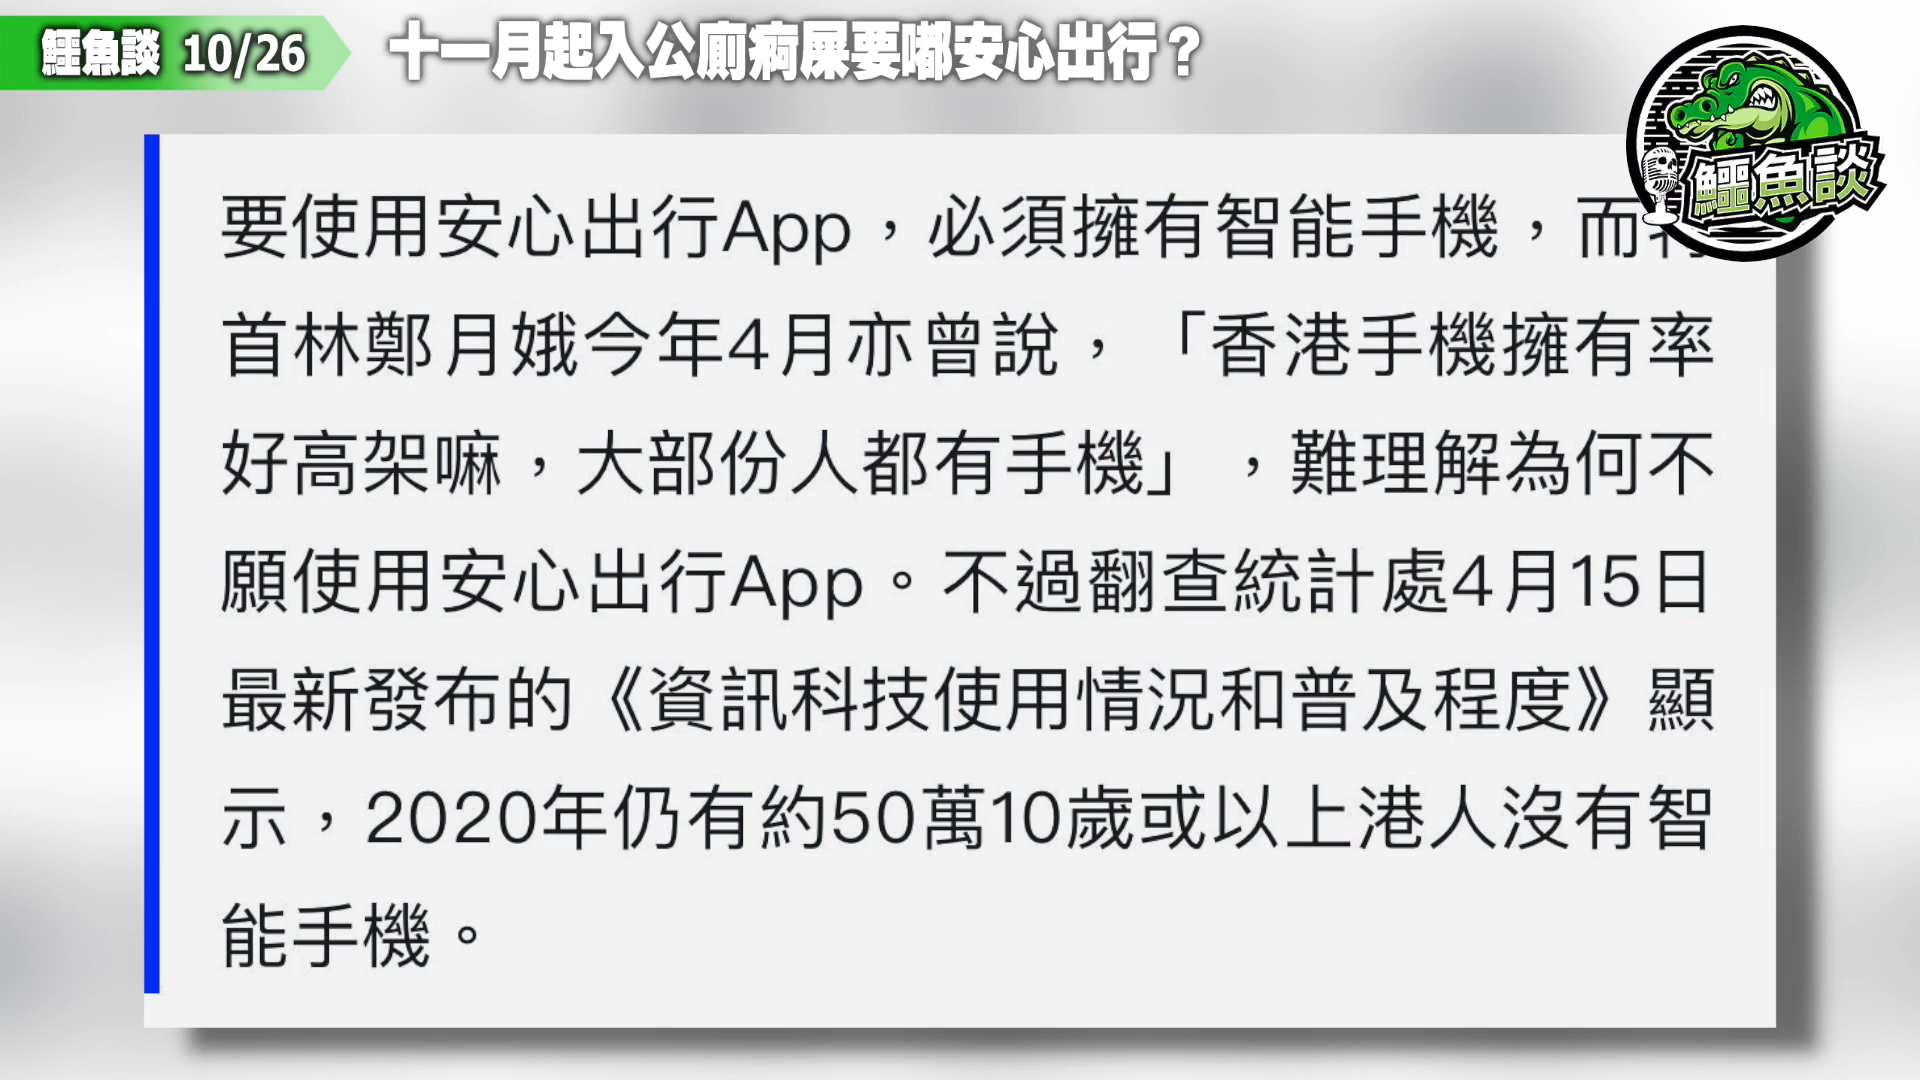 鱷魚談 10/26
十一月起入公廁痾屎要嘟安心出行？
鱷魚談
要使用安心出行App，必須擁有智能手機，而
首林鄭月娥今年4月亦曾說，「香港手機擁有率
好高架嘛，大部份人都有手機」，難理解為何不
願使用安心出行App。不過翻查統計處4月15日
最新發布的《資訊科技使用情況和普及程度》顯
示，2020年仍有約50萬10歲或以上港人沒有智
能手機。